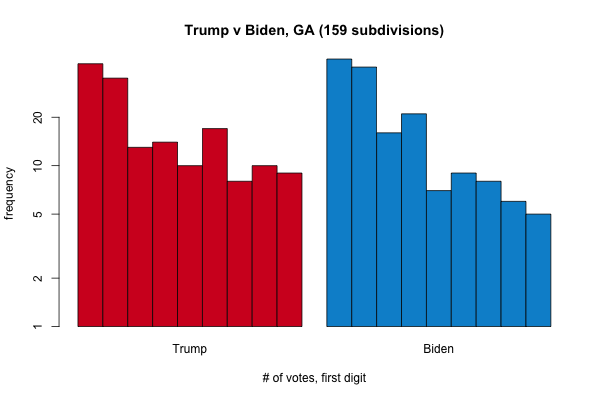 Trump v Biden, GA (159 subdivisions)
frequency
20
10
5
2
1
Trump Biden
# of votes, first digit